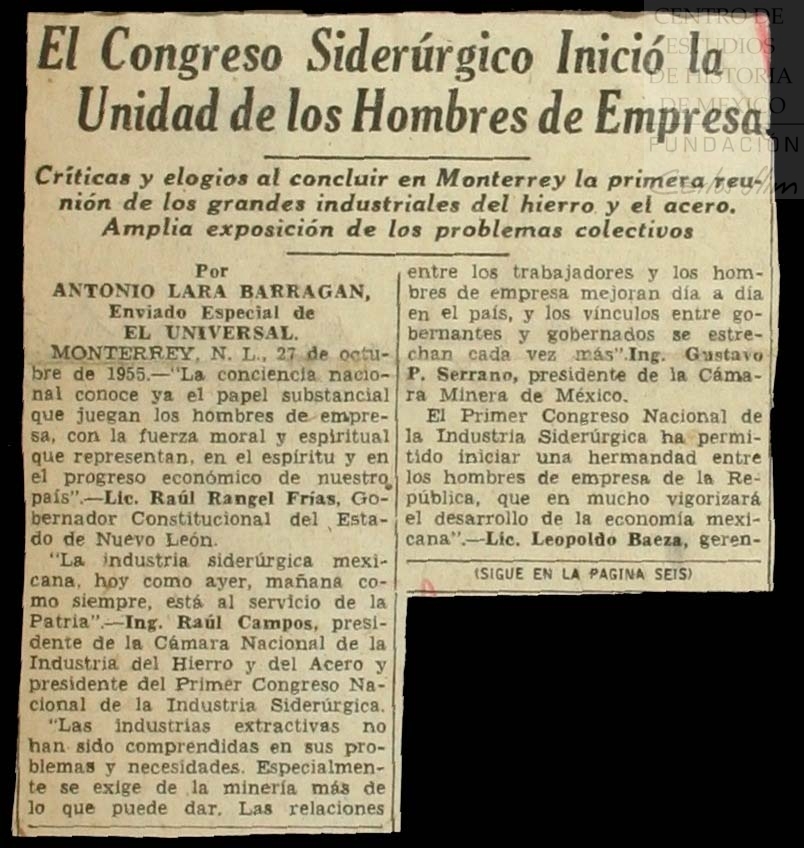 CENTRO DE
ESTUDIOS
DE HISTORIA
DE MEXICO
FUNDACIÓN
El Congreso Siderúrgico Inició la
Unidad de los Hombres de Empresa.
Críticas y elogios al concluir en Monterrey la primera reu-
nión de los grandes industriales del hierro y el acero.
Amplia exposición de los problemas colectivos
Por
ANTONIO LARA BARRAGAN,
Enviado Especial de
EL UNIVERSAL.
MONTERREY, N. L., 27 de octu-
bre de 1955.—"La conciencia nacio-
nal conoce ya el papel substancial
que juegan los hombres de empre-
sa, con la fuerza moral y espiritual
que representan, en el espíritu y en
el progreso económico de nuestro
país".—Lic. Raúl Rangel Frías, Go-
bernador Constitucional del Esta-
do de Nuevo León.
"La industria siderúrgica mexi-
cana, hoy como ayer, mañana co-
mo siempre, está al servicio de la
Patria".—Ing. Raúl Campos, presi-
dente de la Cámara Nacional de la
Industria del Hierro y del Acero y
presidente del Primer Congreso Na-
cional de la Industria Siderúrgica.
"Las industrias extractivas no
han sido comprendidas en sus pro-
blemas y necesidades. Especialmen-
te se exige de la minería más de
lo que puede dar. Las relaciones
entre los trabajadores y los hom-
bres de empresa mejoran día a día
en el país, y los vínculos entre go-
bernantes y gobernados se estre-
chan cada vez más".Ing. Gustavo
P. Serrano, presidente de la Cáma-
ra Minera de México.
El Primer Congreso Nacional de
la Industria Siderúrgica ha permi-
tido iniciar una hermandad entre
los hombres de empresa de la Re-
pública, que en mucho vigorizará
el desarrollo de la economía mexi-
cana".—Lic. Leopoldo Baeza, geren-
(SIGUE EN LA PAGINA SEIS)